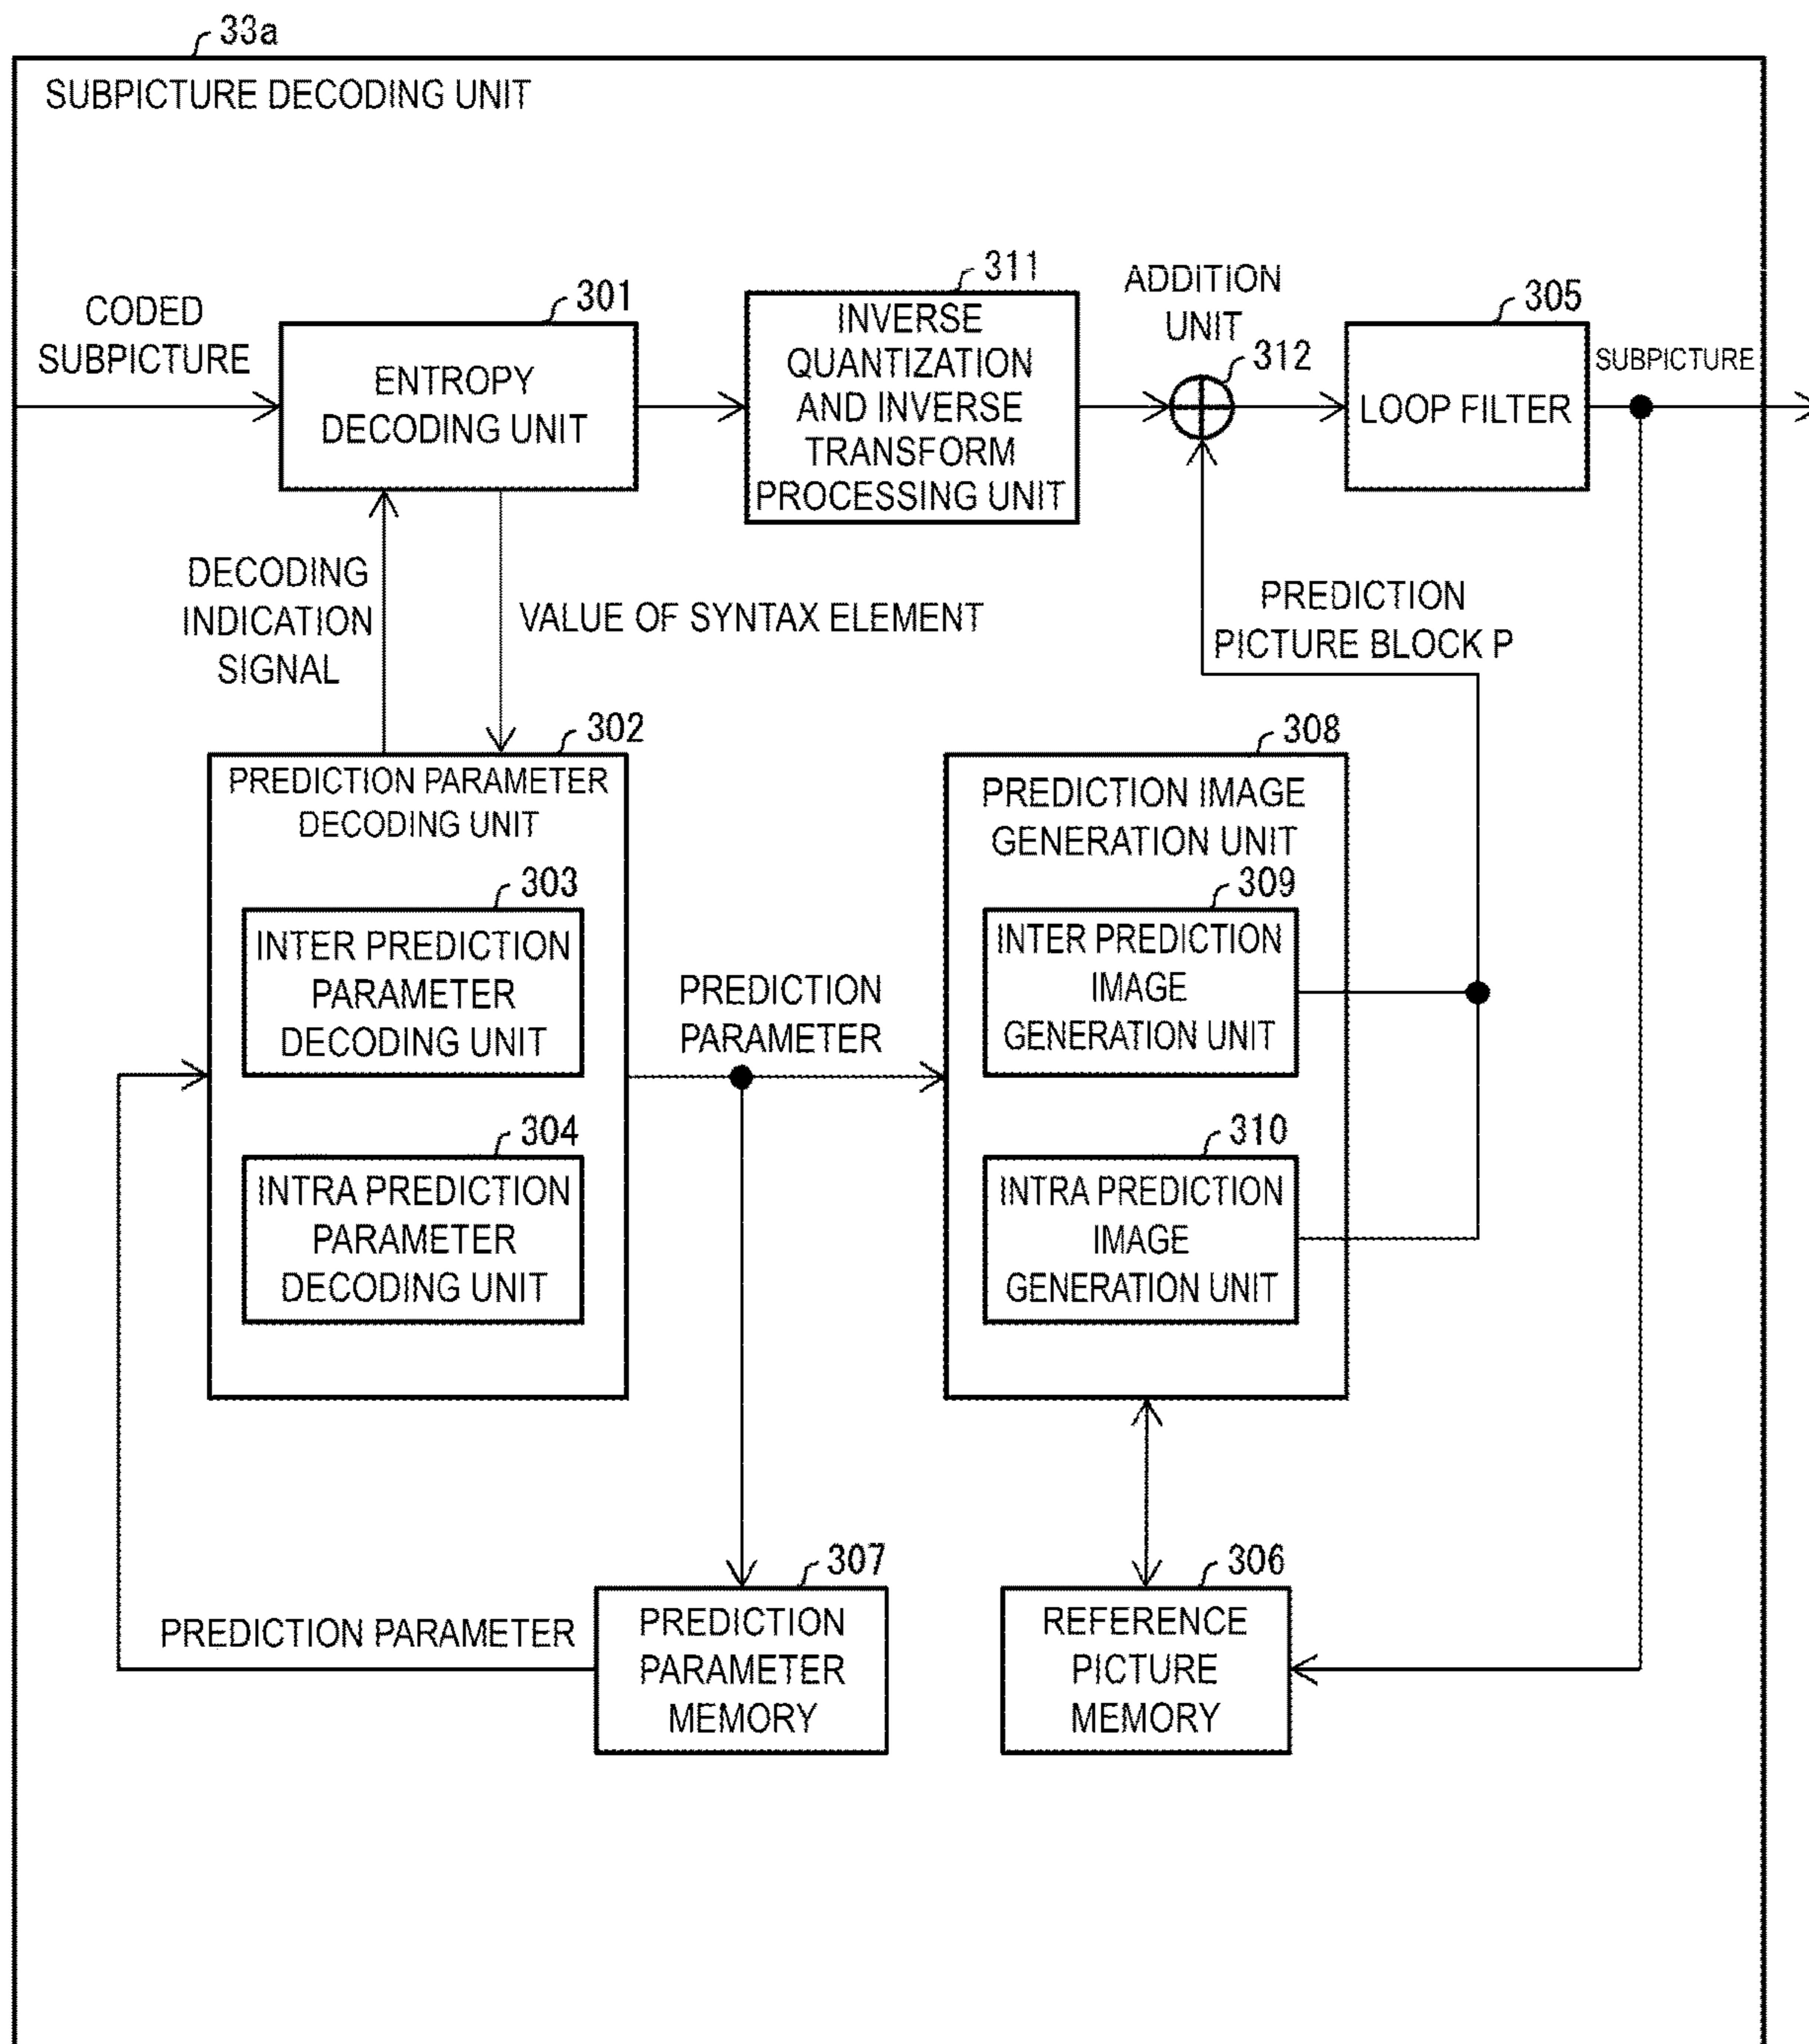 33a
SUBPICTURE DECODING UNIT
CODED
SUBPICTURE
301
ENTROPY
DECODING UNIT
311
INVERSE
QUANTIZATION
AND INVERSE
TRANSFORM
PROCESSING UNIT
ADDITION
UNIT
312
305
LOOP FILTER
SUBPICTURE
DECODING
INDICATION
SIGNAL
VALUE OF SYNTAX ELEMENT
PREDICTION
PICTURE BLOCK P
302
PREDICTION PARAMETER
DECODING UNIT
303
INTER PREDICTION
PARAMETER
DECODING UNIT
304
INTRA PREDICTION
PARAMETER
DECODING UNIT
PREDICTION
PARAMETER
308
PREDICTION IMAGE
GENERATION UNIT
309
INTER PREDICTION
IMAGE
GENERATION UNIT
310
INTRA PREDICTION
IMAGE
GENERATION UNIT
PREDICTION PARAMETER
307
PREDICTION
PARAMETER
MEMORY
306
REFERENCE
PICTURE
MEMORY